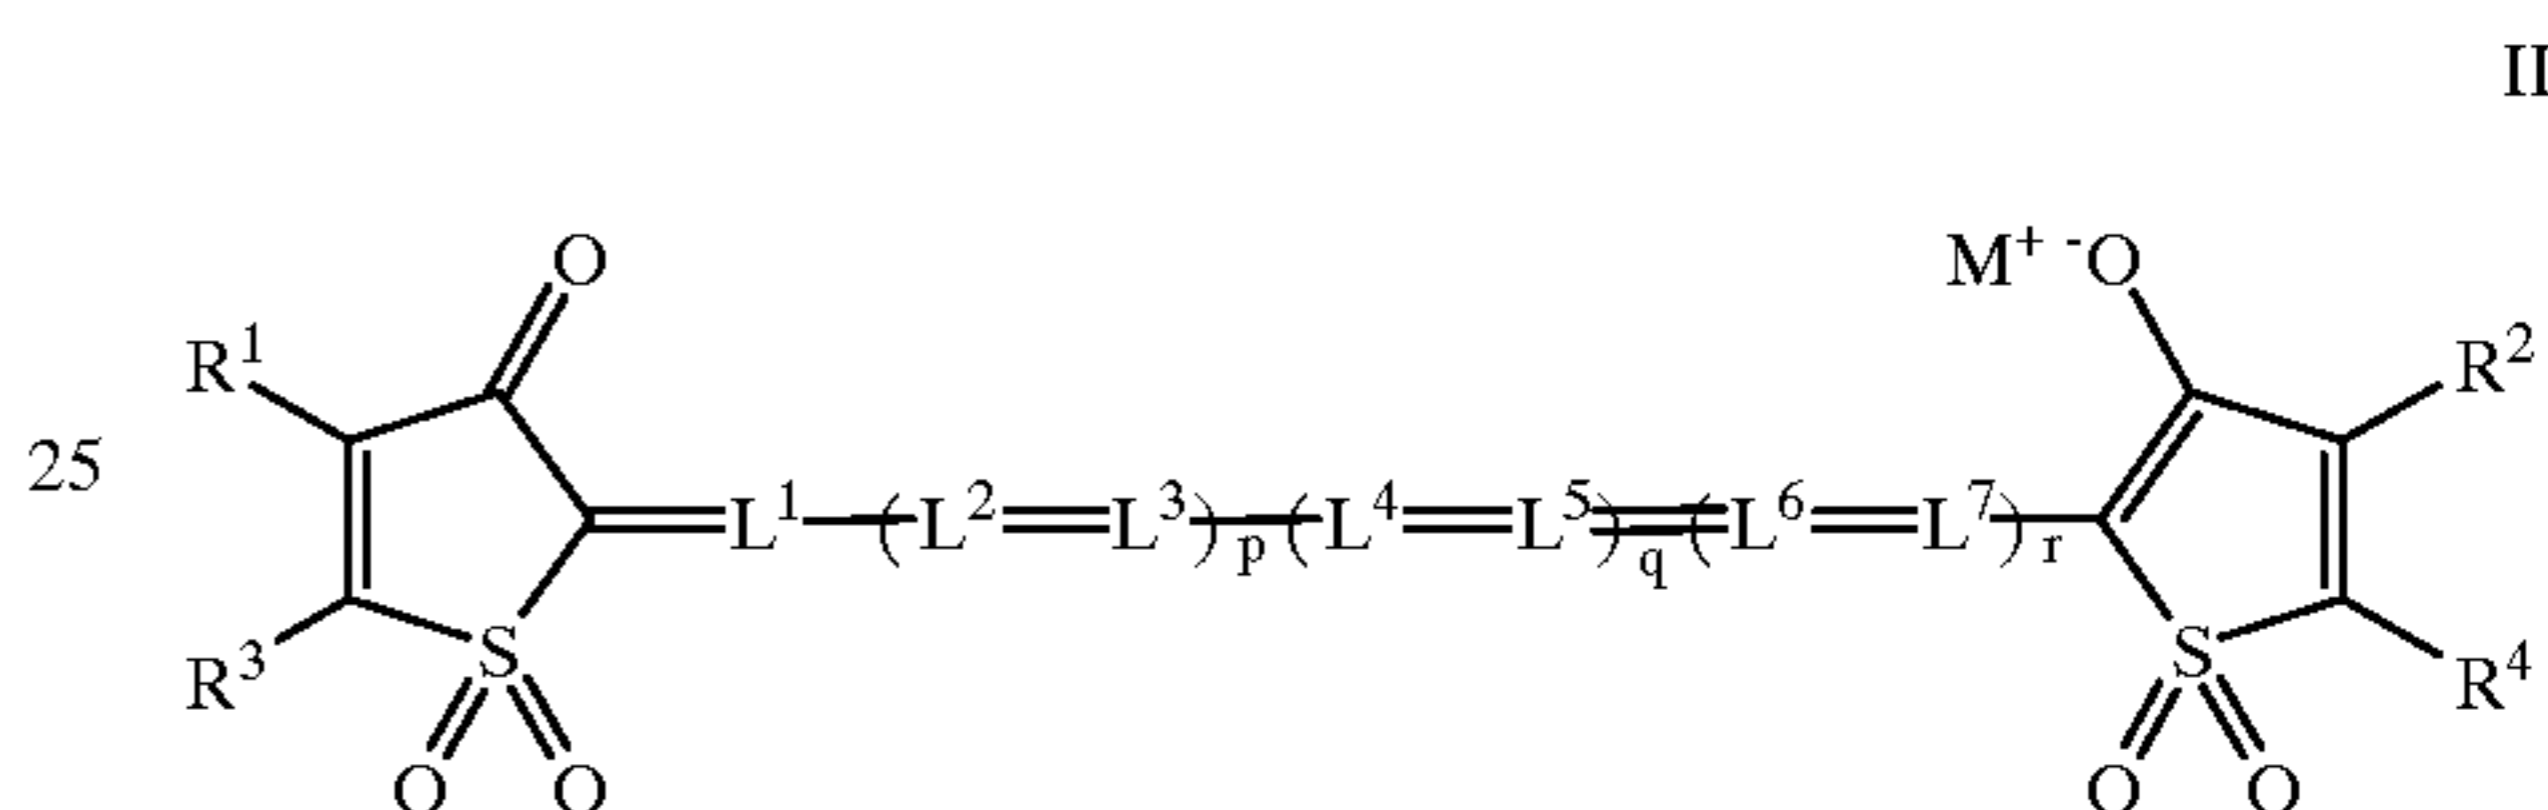 II
O
M⁺ ⁻O
R¹
R²
25
=L¹—(L²=L³)p(L⁴=L⁵)q(L⁶=L⁷)r
S
S
R³
R⁴
O O
O O